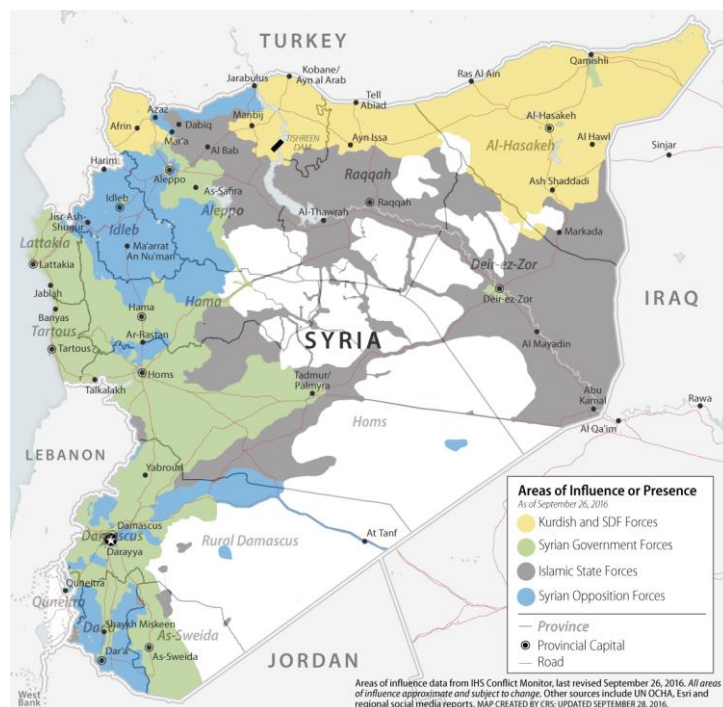 TURKEY
Kobane/
Ayn al Arab
Qamishli
Jarabulus
Tell
Abiad
Ras Al Ain
Azaz
Manbij
Afrin
Dabiq
TISHREEN
DAM
Al-Hasakeh
Mar'a
Ayn Issa
Al-Hasakeh
Al Hawl
Sinjar
Al Bab
Harim
Aleppo
Raqqah
Ash Shaddadi
As-Safira
Idleb
Aleppo
Raqqah
Jisr-Ash-
Shugur
Idleb
Al-Thawrah
Lattakia
Markada
Ma'arrat
An Nu'man
Lattakia
Deir-ez-Zor
Jablah
Hama
Deir-ez-Zor
IRAQ
Banyas
Hama
Tartous
Ar-Rastan
SYRIA
Tartous
Al Mayadin
Homs
Talkalakh
Tadmur/
Palmyra
Abu
Kamal
Rawa
Homs
Al Qa'im
LEBANON
Yabroud
Damascus
Damascus
Darayya
Rural Damascus
At Tanf
Quneitra
Quneitra
Shaykh Miskeen
As-Sweida
Dar'a
As-Sweida
West
Bank
JORDAN
Areas of Influence or Presence
As of September 26, 2016
Kurdish and SDF Forces
Syrian Government Forces
Islamic State Forces
Syrian Opposition Forces
Province
Provincial Capital
Road
Areas of influence data from IHS Conflict Monitor, last revised September 26, 2016. All areas
of influence approximate and subject to change. Other sources include UN OCHA, Esri and
regional social media reports. MAP CREATED BY CRS; UPDATED SEPTEMBER 28, 2016.